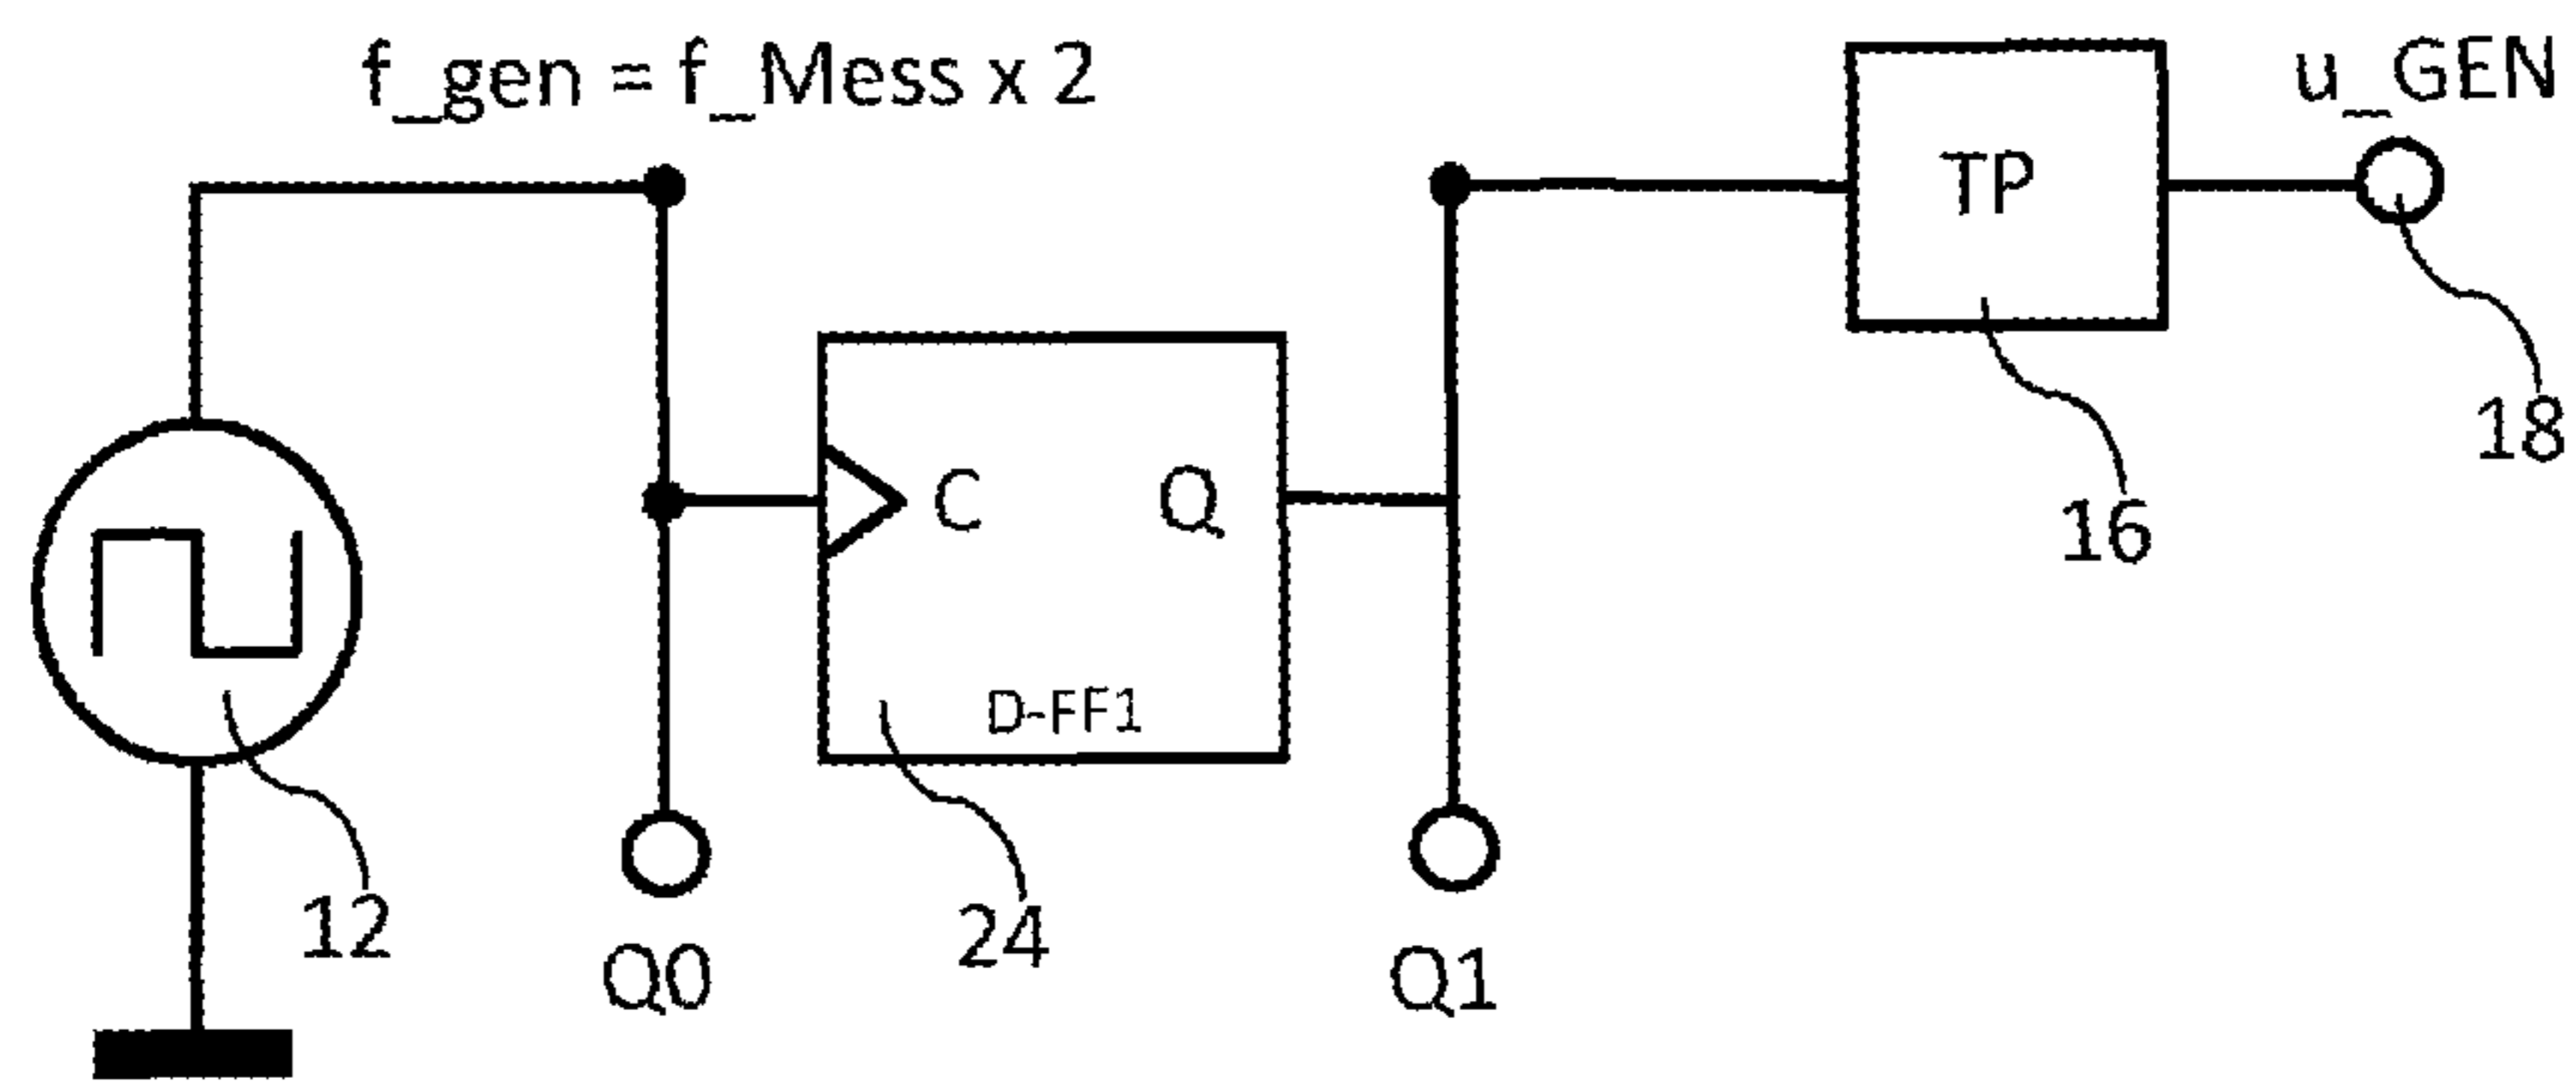 f_gen = f_Mess x 2
u_GEN
TP
18
C
Q
16
D-FF1
12
24
Q0
Q1